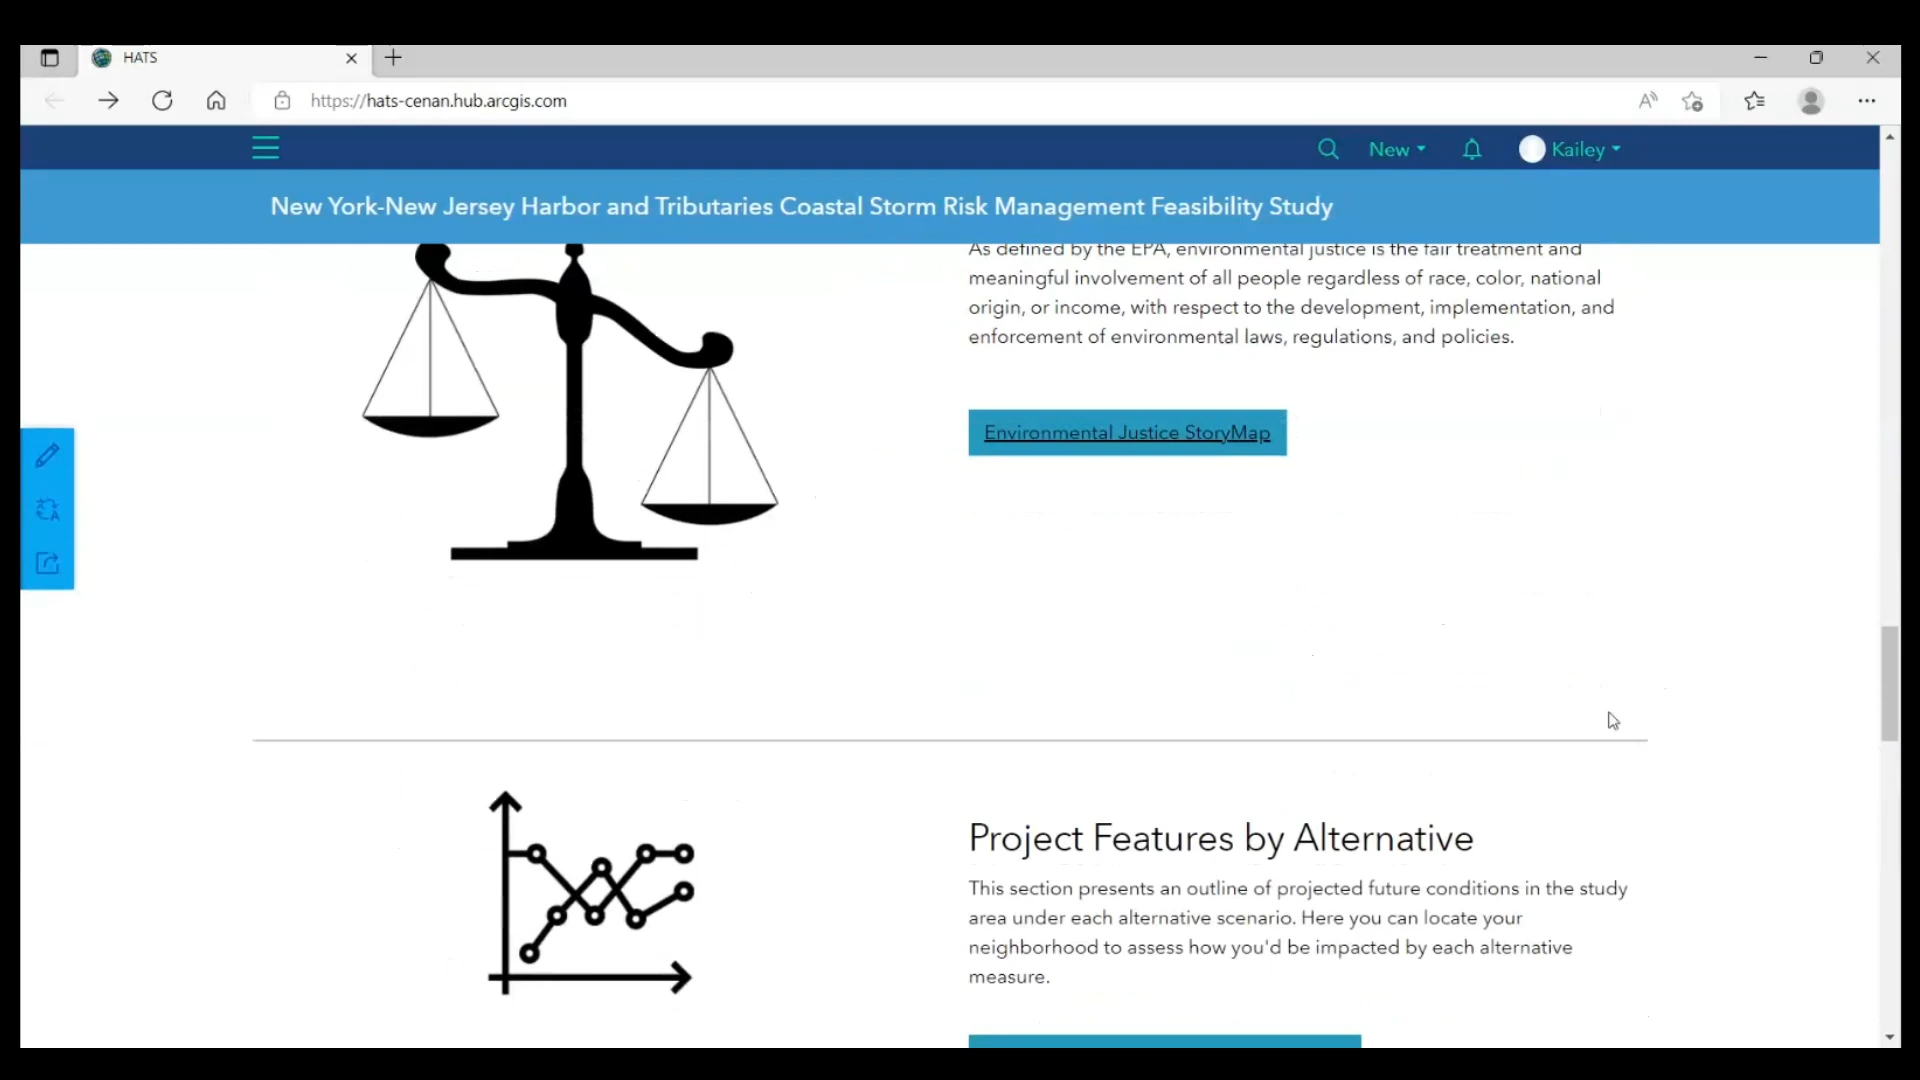 HATS
https://hats-cenan.hub.arcgis.com
New
Kailey
New York-New Jersey Harbor and Tributaries Coastal Storm Risk Management Feasibility Study
As defined by the EPA, environmental justice is the fair treatment and
meaningful involvement of all people regardless of race, color, national
origin, or income, with respect to the development, implementation, and
enforcement of environmental laws, regulations, and policies.
Environmental Justice StoryMap
Project Features by Alternative
This section presents an outline of projected future conditions in the study
area under each alternative scenario. Here you can locate your
neighborhood to assess how you'd be impacted by each alternative
measure.